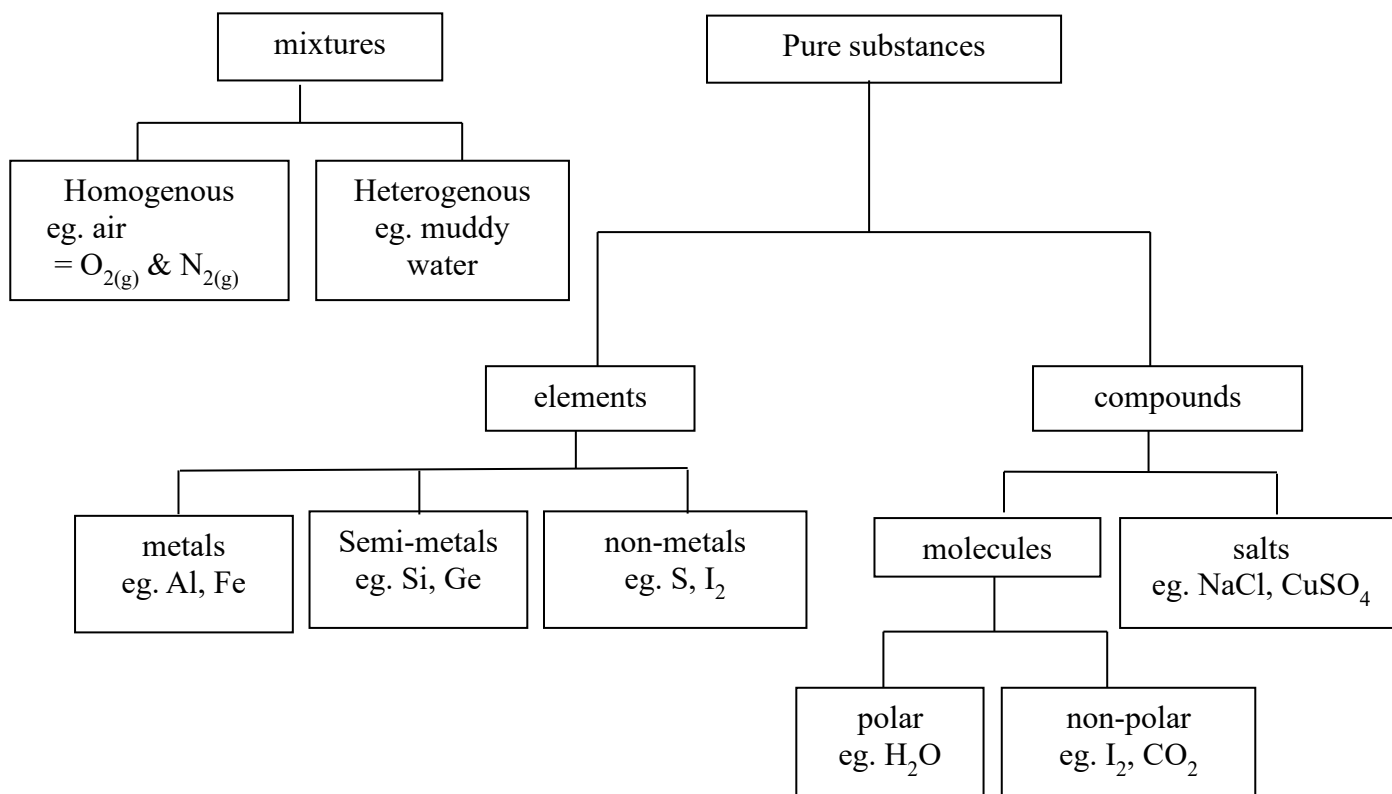 mixtures
Pure substances
Homogenous
eg. air
= O₂(g) & N₂(g)
Heterogenous
eg. muddy
water
elements
compounds
metals
eg. Al, Fe
Semi-metals
eg. Si, Ge
non-metals
eg. S, I₂
molecules
salts
eg. NaCl, CuSO₄
polar
eg. H₂O
non-polar
eg. I₂, CO₂